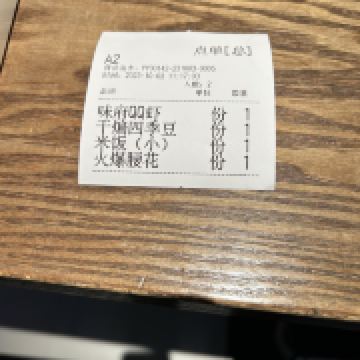 点单[总]
A2
人数: 2
品项 单位 数量
味府QQ虾 份 1
干煸四季豆 份 1
米饭（小） 份 1
火爆腰花 份 1